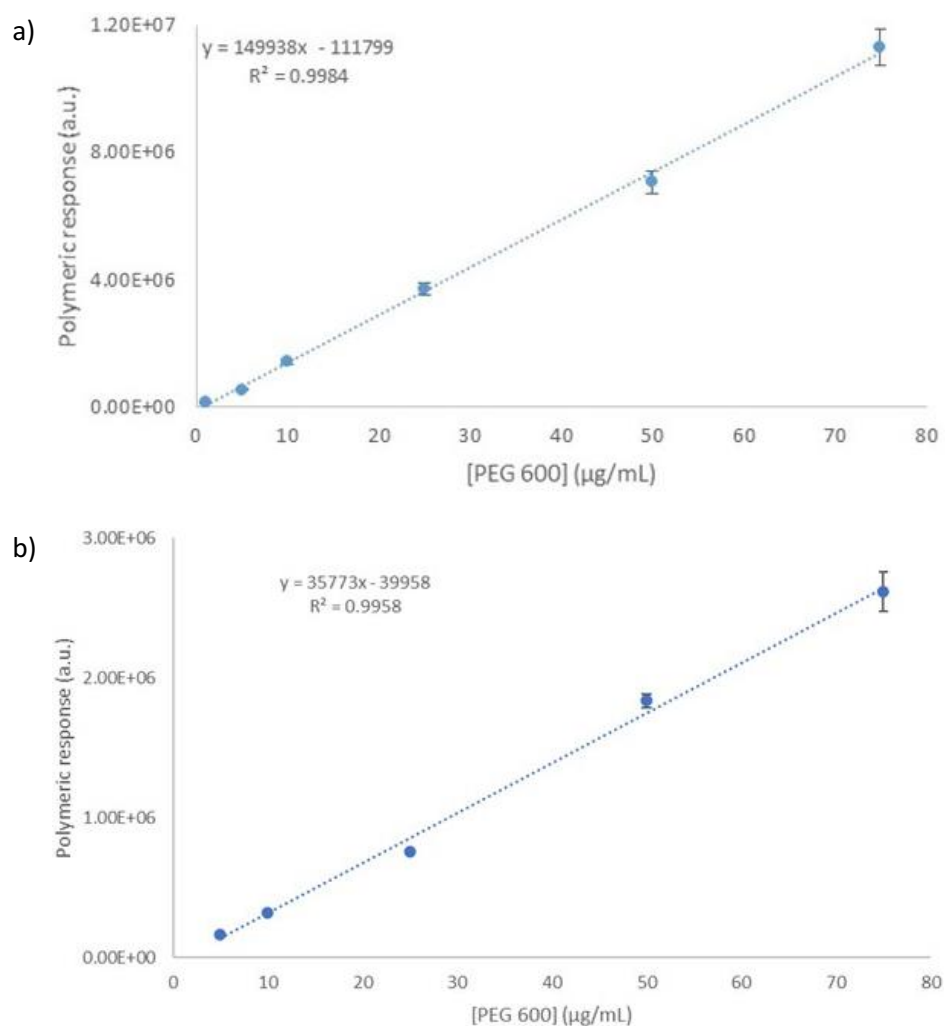 a)
1.20E+07
y = 149938x - 111799
R² = 0.9984
8.00E+06
4.00E+06
0.00E+00
Polymeric response (a.u.)
0 10 20 30 40 50 60 70 80
[PEG 600] (µg/mL)
b)
3.00E+06
y = 35773x - 39958
R² = 0.9958
2.00E+06
1.00E+06
0.00E+00
Polymeric response (a.u.)
0 10 20 30 40 50 60 70 80
[PEG 600] (µg/mL)